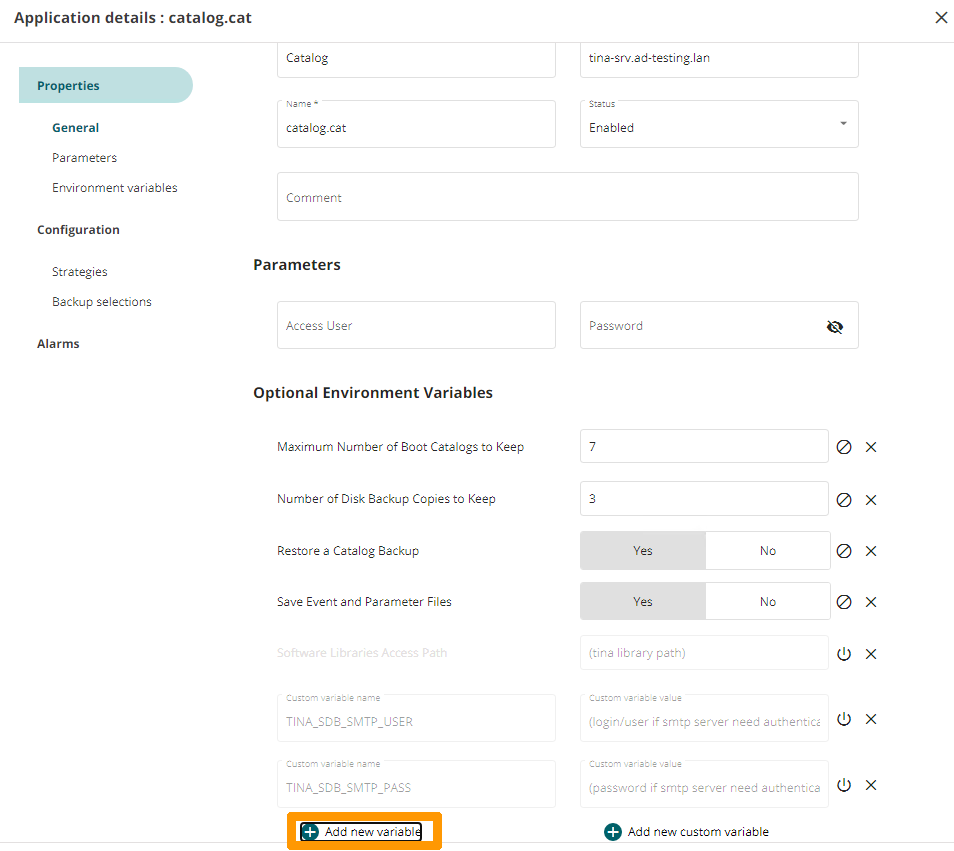 Application details : catalog.cat
Properties
General
Parameters
Environment variables
Configuration
Strategies
Backup selections
Alarms
Catalog
tina-srv.ad-testing.lan
Name *
catalog.cat
Status
Enabled
Comment
Parameters
Access User
Password
Optional Environment Variables
Maximum Number of Boot Catalogs to Keep
7
Number of Disk Backup Copies to Keep
3
Restore a Catalog Backup
Yes
No
Save Event and Parameter Files
Yes
No
Software Libraries Access Path
(tina library path)
Custom variable name
TINA_SDB_SMTP_USER
Custom variable value
(login/user if smtp server need authentica
Custom variable name
TINA_SDB_SMTP_PASS
Custom variable value
(password if smtp server need authentica
Add new variable
Add new custom variable